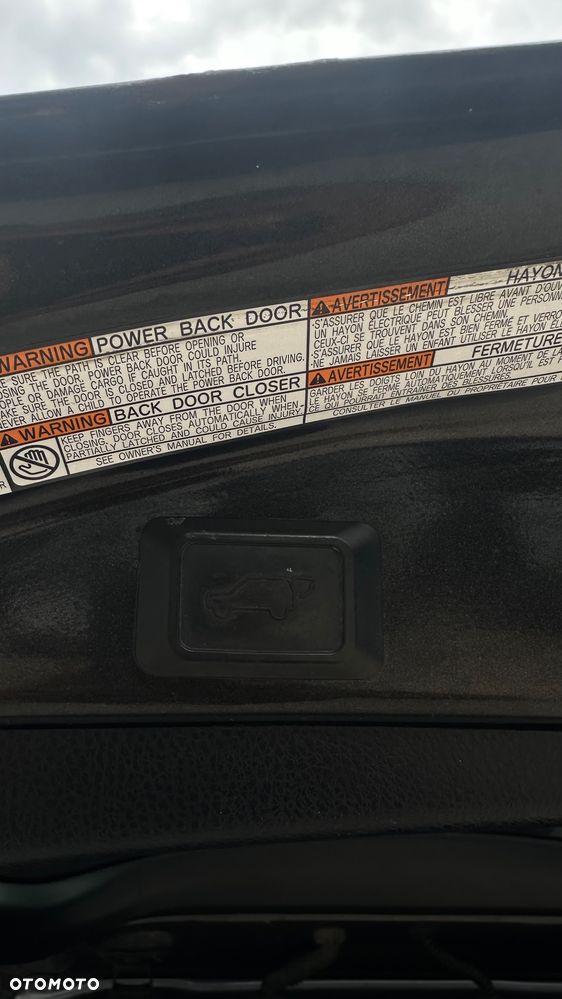 WARNING POWER BACK DOOR
SURE THE PATH IS CLEAR BEFORE OPENING OR
THE DOOR. POWER BACK DOOR COULD INJURE
OR DAMAGE CARGO IF CAUGHT IN ITS PATH.
SURE THE DOOR IS CLOSED AND LATCHED BEFORE DRIVING.
ALLOW A CHILD TO OPERATE THE POWER BACK DOOR.
WARNING BACK DOOR CLOSER
KEEP FINGERS AWAY FROM THE DOOR WHEN
CLOSING. DOOR CLOSES AUTOMATICALLY WHEN
PARTIALLY LATCHED AND COULD CAUSE INJURY.
SEE OWNER'S MANUAL FOR DETAILS.
AVERTISSEMENT HAYON
S'ASSURER QUE LE CHEMIN EST LIBRE AVANT
UN HAYON ÉLECTRIQUE PEUT BLESSER UNE
CEUX-CI SE TROUVENT DANS SON CHEMIN.
-S'ASSURER QUE LE HAYON EST BIEN FERMÉ ET
-NE JAMAIS LAISSER UN ENFANT UTILISER LE HAYON
AVERTISSEMENT FERMETURE
GARDER LES DOIGTS LOIN DU HAYON AU MOMENT DE
LE HAYON SE FERME AUTOMATIQUEMENT LORSQU'IL EST
CE QUI POURRAIT ENTRAÎNER DES BLESSURES.
CONSULTER LE MANUEL DU PROPRIÉTAIRE POUR
OTOMOTO